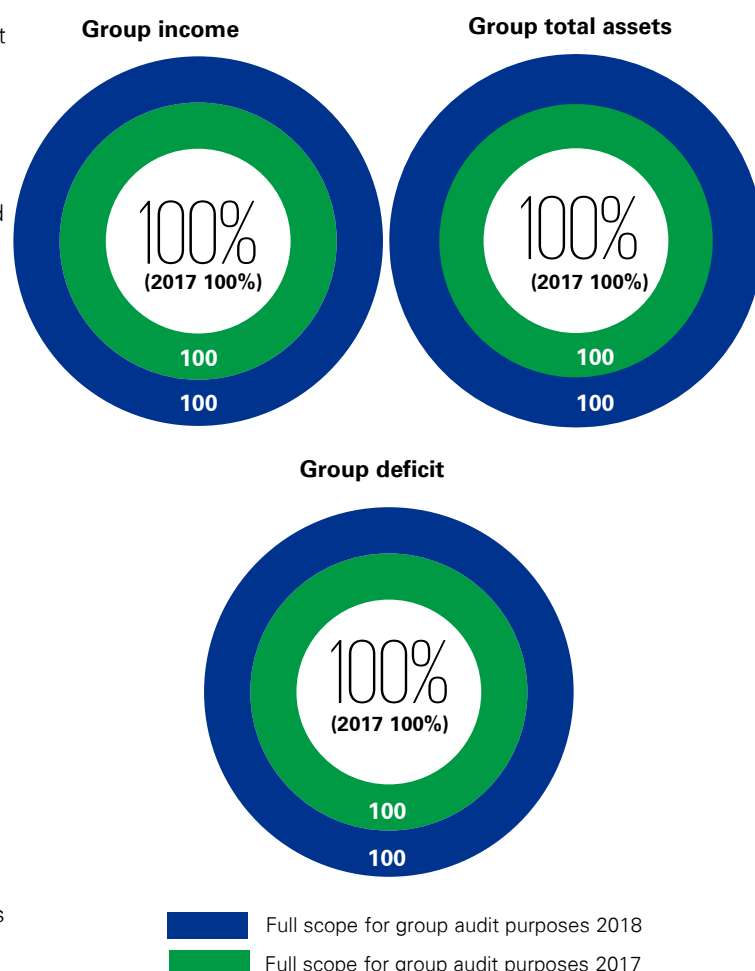 Group income
Group total assets
100%
(2017 100%)
100
100
100%
(2017 100%)
100
100
Group deficit
100%
(2017 100%)
100
100
Full scope for group audit purposes 2018
Full scope for group audit purposes 2017